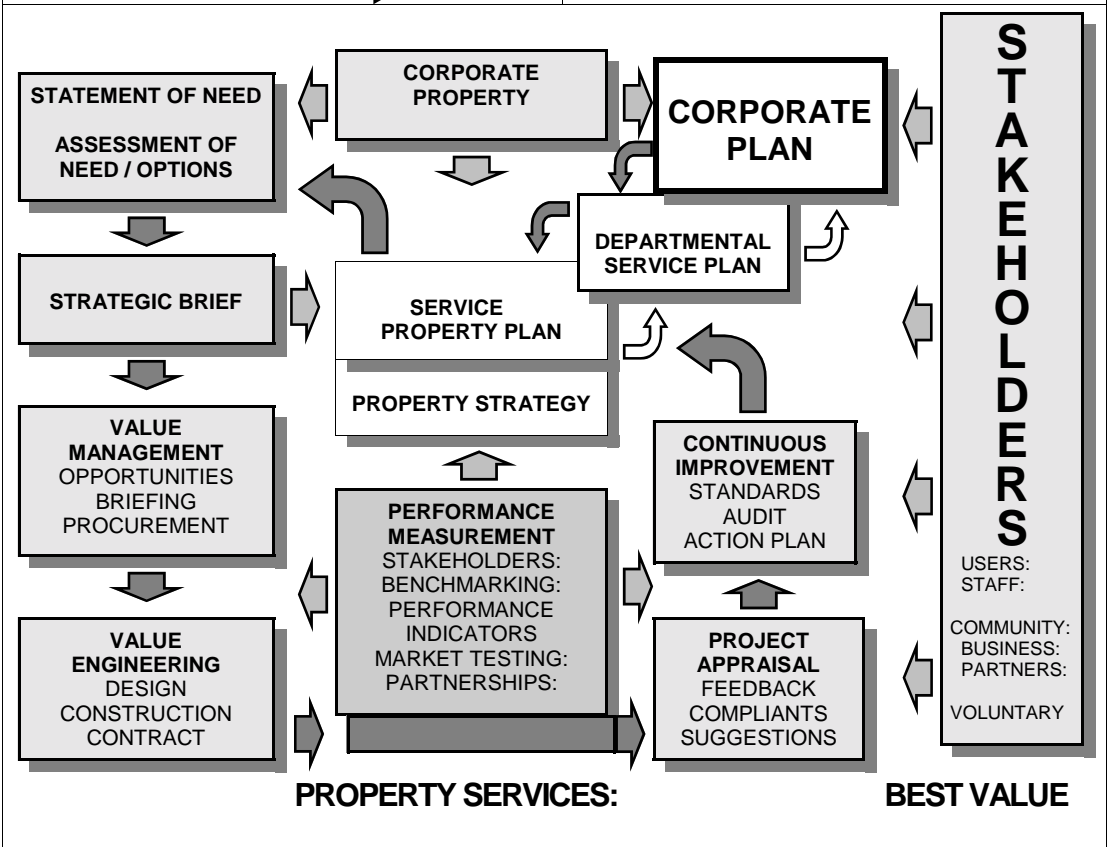 STATEMENT OF NEED
ASSESSMENT OF
NEED / OPTIONS
CORPORATE
PROPERTY
CORPORATE
PLAN
DEPARTMENTAL
SERVICE PLAN
STRATEGIC BRIEF
SERVICE
PROPERTY PLAN
PROPERTY STRATEGY
VALUE
MANAGEMENT
OPPORTUNITIES
BRIEFING
PROCUREMENT
PERFORMANCE
MEASUREMENT
STAKEHOLDERS:
BENCHMARKING:
PERFORMANCE
INDICATORS
MARKET TESTING:
PARTNERSHIPS:
CONTINUOUS
IMPROVEMENT
STANDARDS
AUDIT
ACTION PLAN
VALUE
ENGINEERING
DESIGN
CONSTRUCTION
CONTRACT
PROJECT
APPRAISAL
FEEDBACK
COMPLIANTS
SUGGESTIONS
STAKEHOLDERS
USERS:
STAFF:
COMMUNITY:
BUSINESS:
PARTNERS:
VOLUNTARY
PROPERTY SERVICES:
BEST VALUE